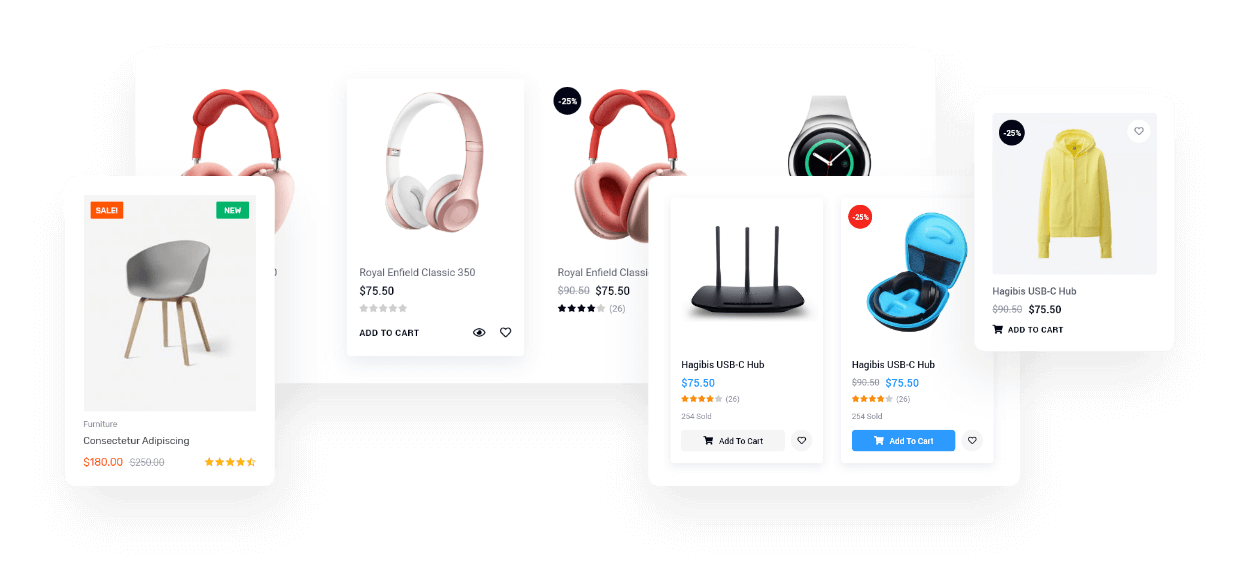 SALE!
NEW
Furniture
Consectetur Adipiscing
$180.00 $250.00
0
Royal Enfield Classic 350
$75.50
ADD TO CART
-25%
Royal Enfield Classi
$90.50 $75.50
(26)
Hagibis USB-C Hub
$75.50
(26)
254 Sold
Add To Cart
-25%
Hagibis USB-C Hub
$90.50 $75.50
(26)
254 Sold
Add To Cart
-25%
Hagibis USB-C Hub
$90.50 $75.50
ADD TO CART